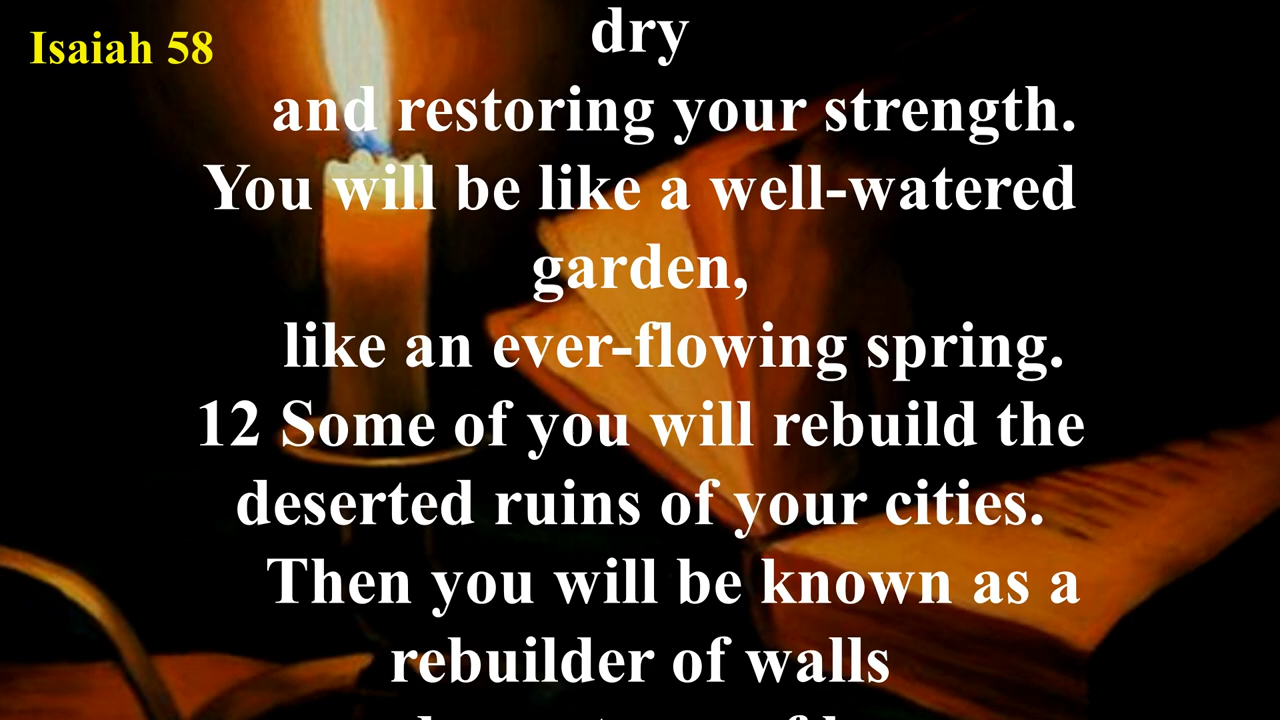 Isaiah 58
dry
and restoring your strength.
You will be like a well-watered
garden,
like an ever-flowing spring.
12 Some of you will rebuild the
deserted ruins of your cities.
Then you will be known as a
rebuilder of walls